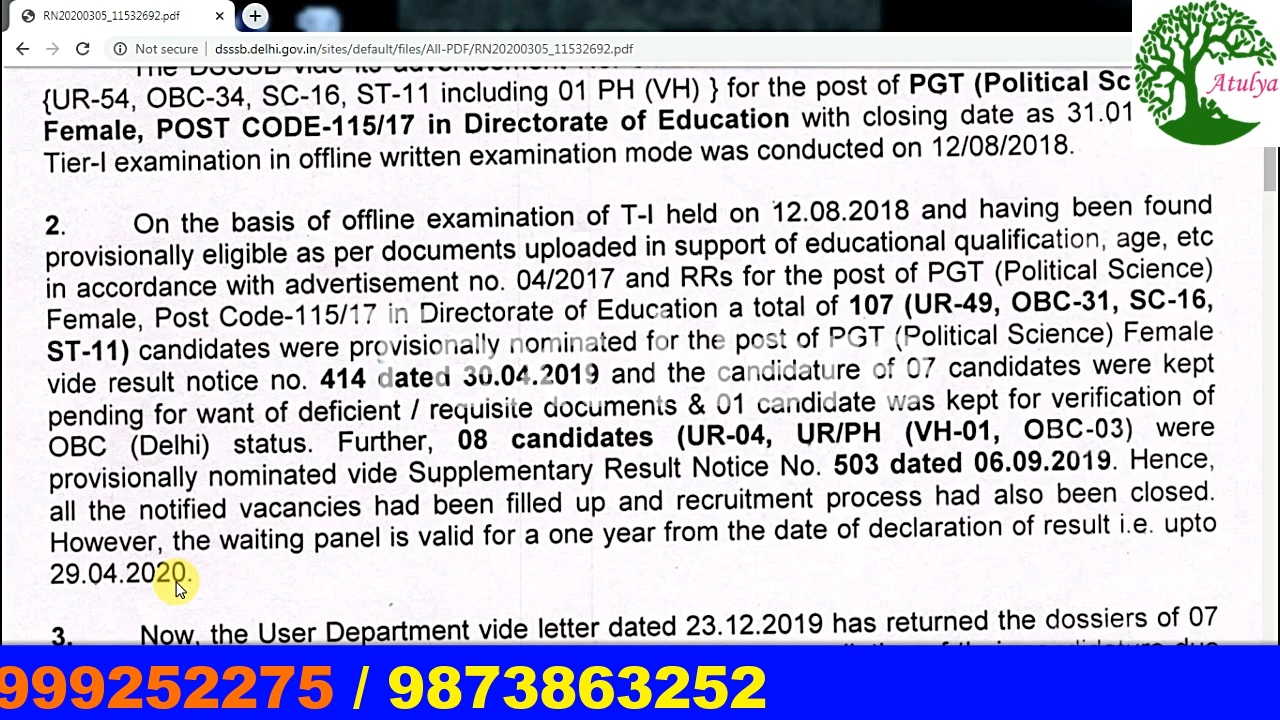 RN20200305_11532692.pdf
Not secure
dsssb.delhi.gov.in/sites/default/files/All-PDF/RN20200305_11532692.pdf
Atulya
The DSSSB vide its advertisement
{UR-54, OBC-34, SC-16, ST-11 including 01 PH (VH) } for the post of PGT (Political Sc
Female, POST CODE-115/17 in Directorate of Education with closing date as 31.01
Tier-I examination in offline written examination mode was conducted on 12/08/2018.
2. On the basis of offline examination of T-I held on 12.08.2018 and having been found
provisionally eligible as per documents uploaded in support of educational qualification, age, etc
in accordance with advertisement no. 04/2017 and RRs for the post of PGT (Political Science)
Female, Post Code-115/17 in Directorate of Education a total of 107 (UR-49, OBC-31, SC-16,
ST-11) candidates were provisionally nominated for the post of PGT (Political Science) Female
vide result notice no. 414 dated 30.04.2019 and the candidature of 07 candidates were kept
pending for want of deficient / requisite documents & 01 candidate was kept for verification of
OBC (Delhi) status. Further, 08 candidates (UR-04, UR/PH (VH-01, OBC-03) were
provisionally nominated vide Supplementary Result Notice No. 503 dated 06.09.2019. Hence,
all the notified vacancies had been filled up and recruitment process had also been closed.
However, the waiting panel is valid for a one year from the date of declaration of result i.e. upto
29.04.2020.
3. Now, the User Department vide letter dated 23.12.2019 has returned the dossiers of 07
999252275 / 9873863252